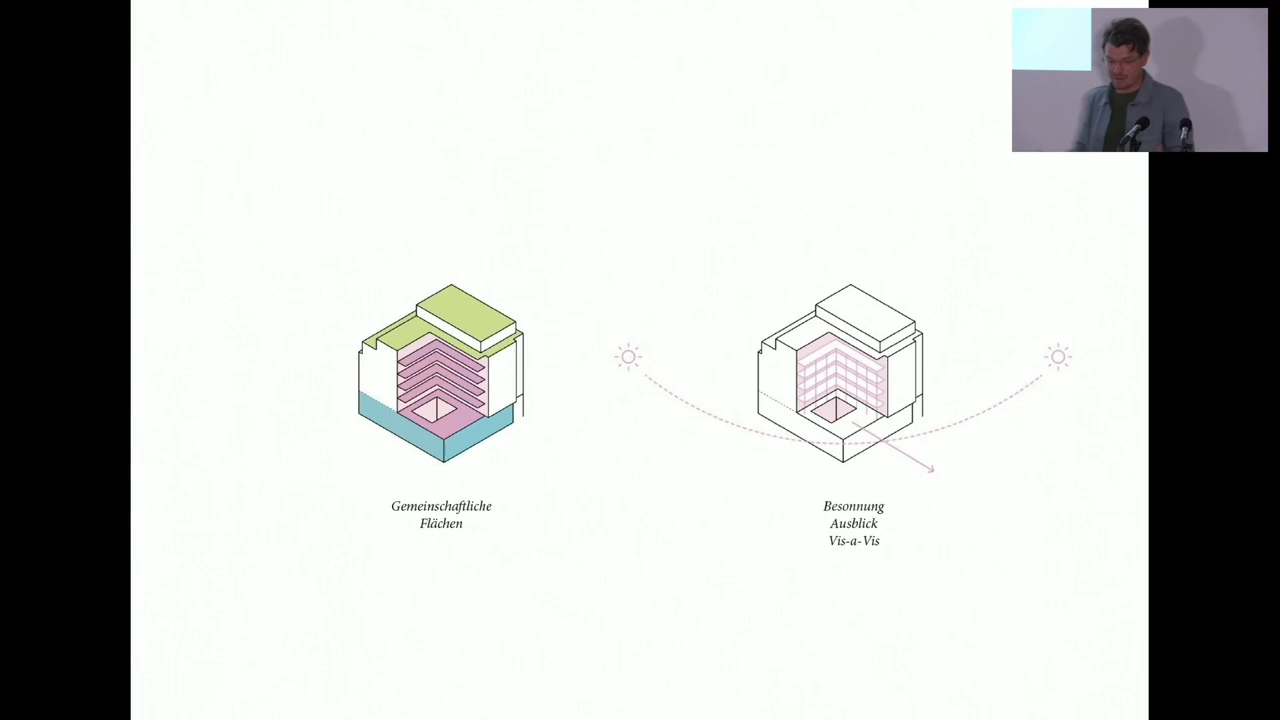 Gemeinschaftliche
Flächen
Besonnung
Ausblick
Vis-a-Vis